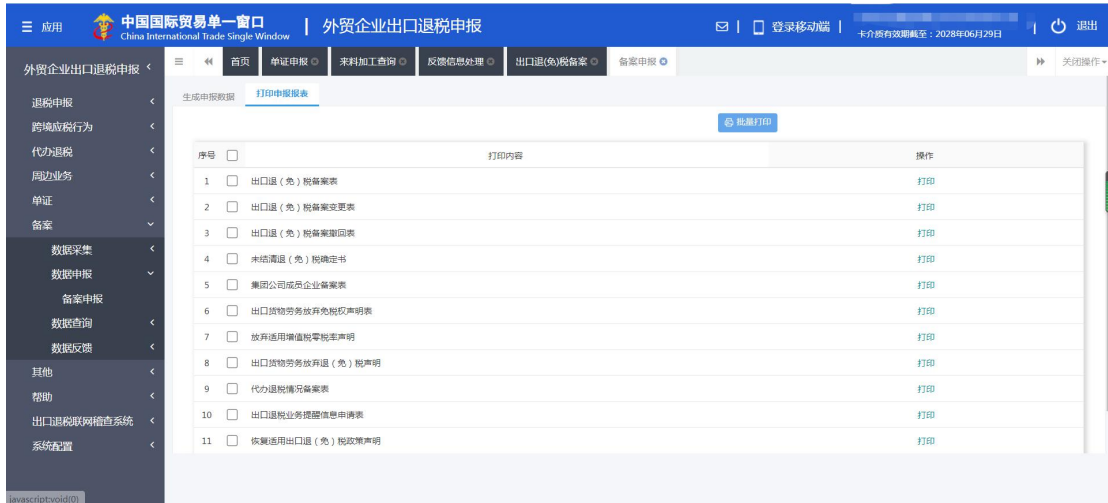 应用
中国国际贸易单一窗口
China International Trade Single Window
外贸企业出口退税申报
登录移动端
卡介质有效期截至：2028年06月29日
退出
外贸企业出口退税申报
首页
单证申报
来料加工查询
反馈信息处理
出口退(免)税备案
备案申报
关闭操作
退税申报
跨境应税行为
代办退税
周边业务
单证
备案
数据采集
数据申报
备案申报
数据查询
数据反馈
其他
帮助
出口退税联网稽查系统
系统配置
生成申报数据
打印申报报表
批量打印
序号 打印内容 操作
1 出口退（免）税备案表 打印
2 出口退（免）税备案变更表 打印
3 出口退（免）税备案撤回表 打印
4 未结清退（免）税确定书 打印
5 集团公司成员企业备案表 打印
6 出口货物劳务放弃免税权声明表 打印
7 放弃适用增值税零税率声明 打印
8 出口货物劳务放弃退（免）税声明 打印
9 代办退税情况备案表 打印
10 出口退税业务提醒信息申请表 打印
11 恢复适用出口退（免）税政策声明 打印
javascript:void(0)